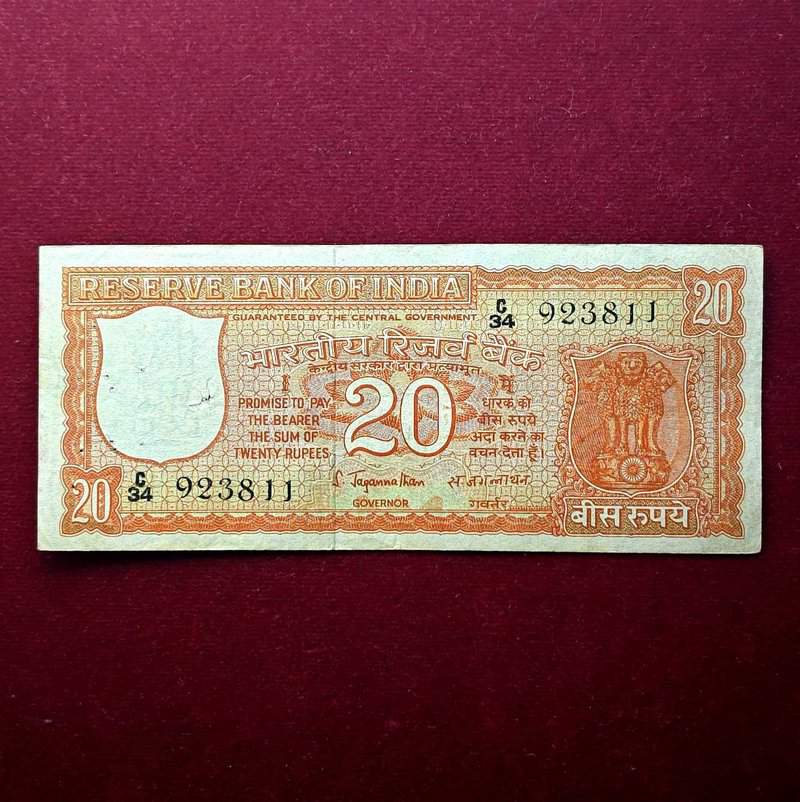 RESERVE BANK OF INDIA
20
GUARANTEED BY THE CENTRAL GOVERNMENT
C/34 923811
भारतीय रिज़र्व बैंक
केन्द्रीय सरकार द्वारा प्रत्याभूत
I
PROMISE TO PAY
THE BEARER
THE SUM OF
TWENTY RUPEES
20
मैं
धारक को
बीस रुपये
अदा करने का
वचन देता हूँ।
S. Jagannathan
स जगन्नाथन
GOVERNOR
गवर्नर
20
C/34 923811
बीस रुपये